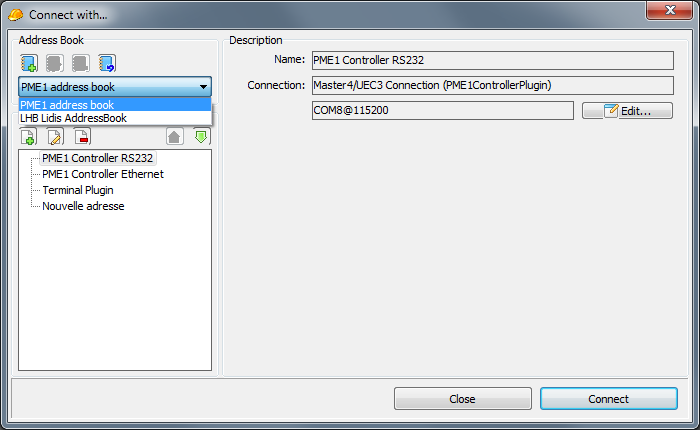 Connect with...
Address Book
PME1 address book
PME1 address book
LHB Lidis AddressBook
PME1 Controller RS232
PME1 Controller Ethernet
Terminal Plugin
Nouvelle adresse
Description
Name: PME1 Controller RS232
Connection: Master4/UEC3 Connection (PME1ControllerPlugin)
COM8@115200 Edit...
Close Connect